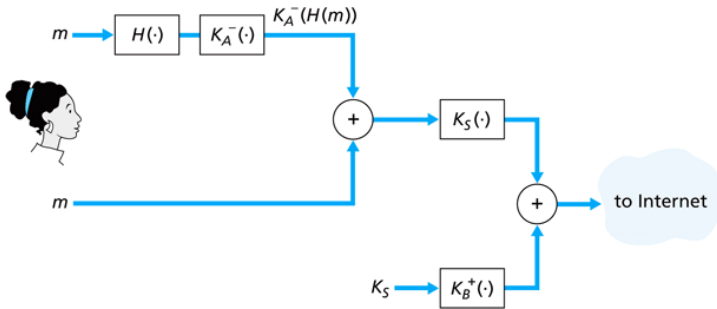 K_A^-(H(m))
m
H(·)
K_A^-(·)
+
K_S(·)
m
+
to Internet
K_S
K_B^+(·)